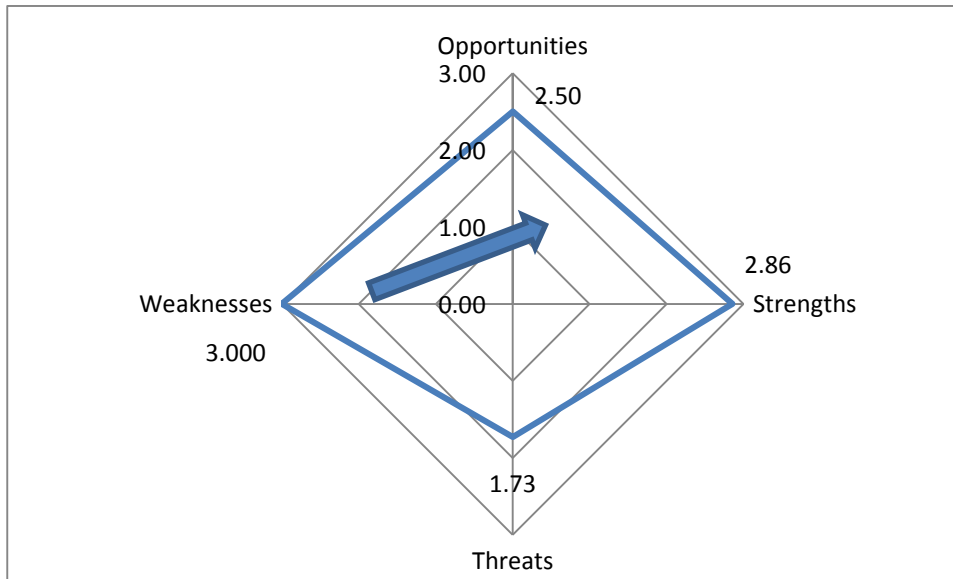 Opportunities
3.00
2.50
2.00
1.00
2.86
Weaknesses
0.00
Strengths
3.000
1.73
Threats